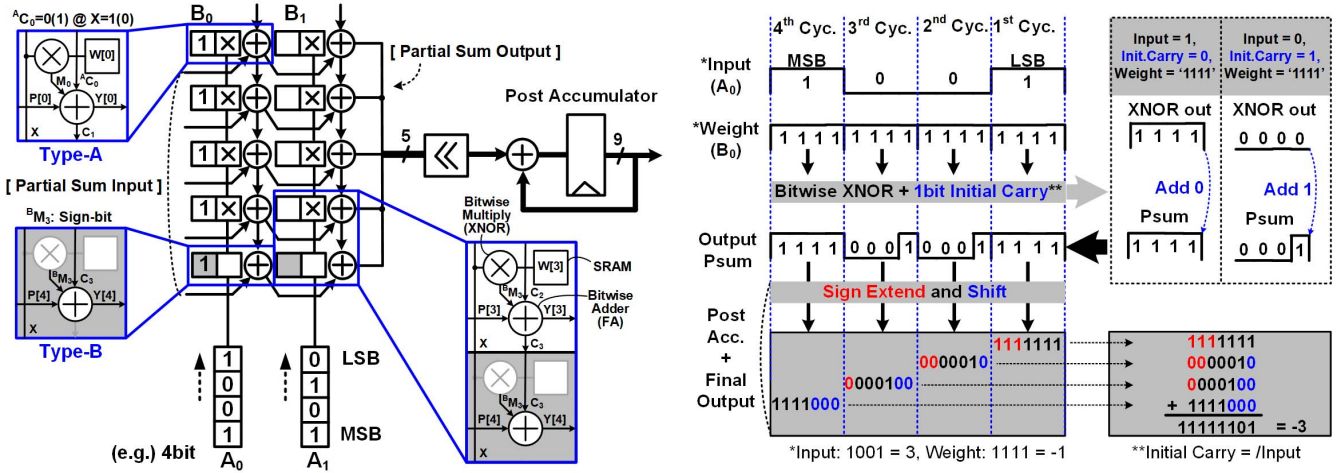 ᴬC₀=0(1) @ X=1(0)
B₀
B₁
W[0]
M₀
ᴬC₀
P[0]
Y[0]
X
C₁
Type-A
1
[ Partial Sum Output ]
Post Accumulator
5
9
[ Partial Sum Input ]
ᴮM₃: Sign-bit
ᴮM₃
C₃
P[4]
Y[4]
X
Type-B
1
1
1
1
1
Bitwise
Multiply
(XNOR)
W[3]
SRAM
ᴮM₃
C₂
Bitwise
Adder
(FA)
P[3]
Y[3]
X
C₃
ᴮM₃
C₃
P[4]
Y[4]
X
1
0
0
1
0
1
0
1
LSB
MSB
(e.g.) 4bit
A₀
A₁
4th Cyc.
3rd Cyc.
2nd Cyc.
1st Cyc.
*Input
(A₀)
MSB
1
0
0
LSB
1
*Weight
(B₀)
1 1 1 1
1 1 1 1
1 1 1 1
1 1 1 1
Bitwise XNOR + 1bit Initial Carry**
Output
Psum
1 1 1 1
0 0 0 1
0 0 0 1
1 1 1 1
Sign Extend and Shift
Post
Acc.
+
Final
Output
1111111
0000010
0000100
1111000
Input = 1,
Init.Carry = 0,
Weight = ‘1111’
XNOR out
1 1 1 1
Add 0
Psum
1 1 1 1
Input = 0,
Init.Carry = 1,
Weight = ‘1111’
XNOR out
0 0 0 0
Add 1
Psum
0 0 0 1
1111111
0000010
0000100
+ 1111000
11111101 = -3
*Input: 1001 = 3, Weight: 1111 = -1
**Initial Carry = /Input